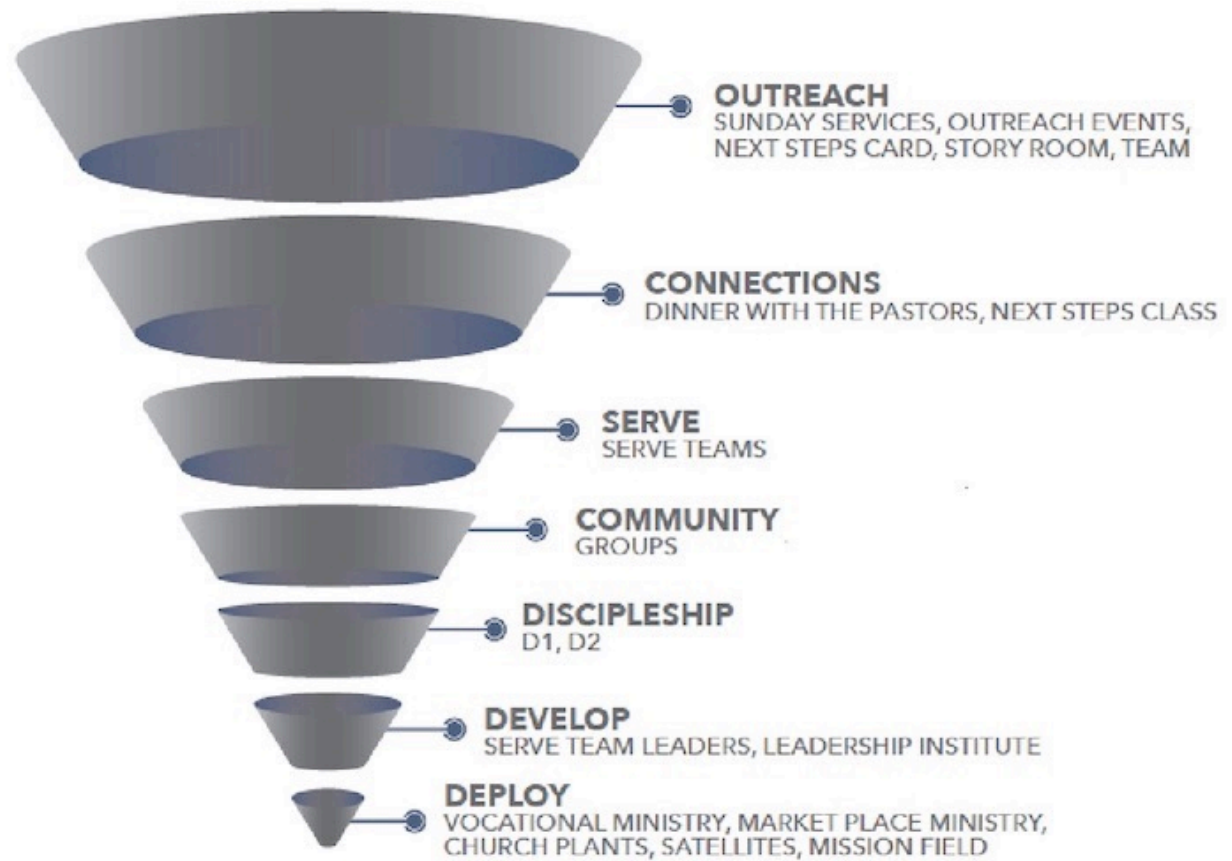 OUTREACH
SUNDAY SERVICES, OUTREACH EVENTS,
NEXT STEPS CARD, STORY ROOM, TEAM
CONNECTIONS
DINNER WITH THE PASTORS, NEXT STEPS CLASS
SERVE
SERVE TEAMS
COMMUNITY
GROUPS
DISCIPLESHIP
D1, D2
DEVELOP
SERVE TEAM LEADERS, LEADERSHIP INSTITUTE
DEPLOY
VOCATIONAL MINISTRY, MARKET PLACE MINISTRY,
CHURCH PLANTS, SATELLITES, MISSION FIELD